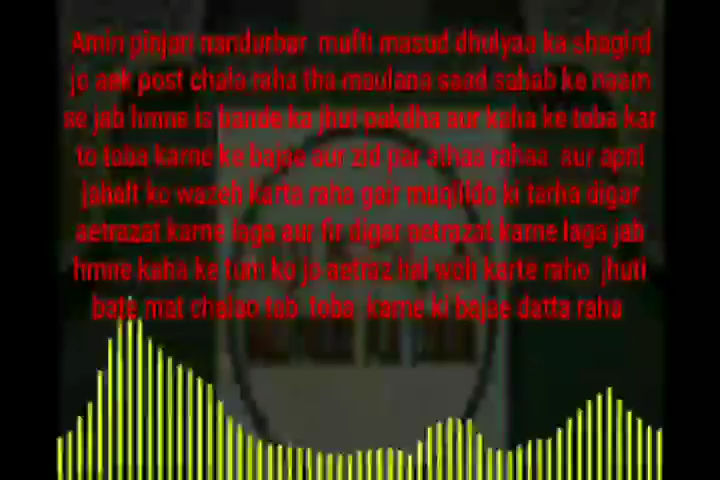 Amin pinjari nandurbar mufti masud dhulyaa ka shagird
jo aek post chala raha tha maulana saad sahab ke naam
se jab hmne is bande ka jhut pakdha aur kaha ke toba kar
to toba karne ke bajae aur zid par athaa rahaa aur apni
jahalt ko wazeh karta raha gair muqllido ki tarha digar
aetrazat karne laga aur fir digar aetrazat karne laga jab
hmne kaha ke tum ko jo aetraz hai woh karte raho jhuti
bate mat chalao tab toba karne ki bajae datta raha